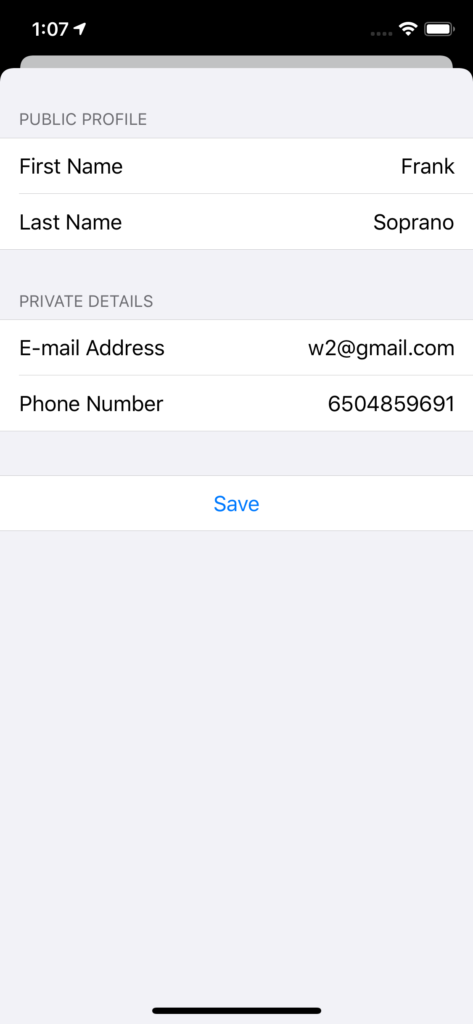 1:07
PUBLIC PROFILE
First Name Frank
Last Name Soprano
PRIVATE DETAILS
E-mail Address w2@gmail.com
Phone Number 6504859691
Save